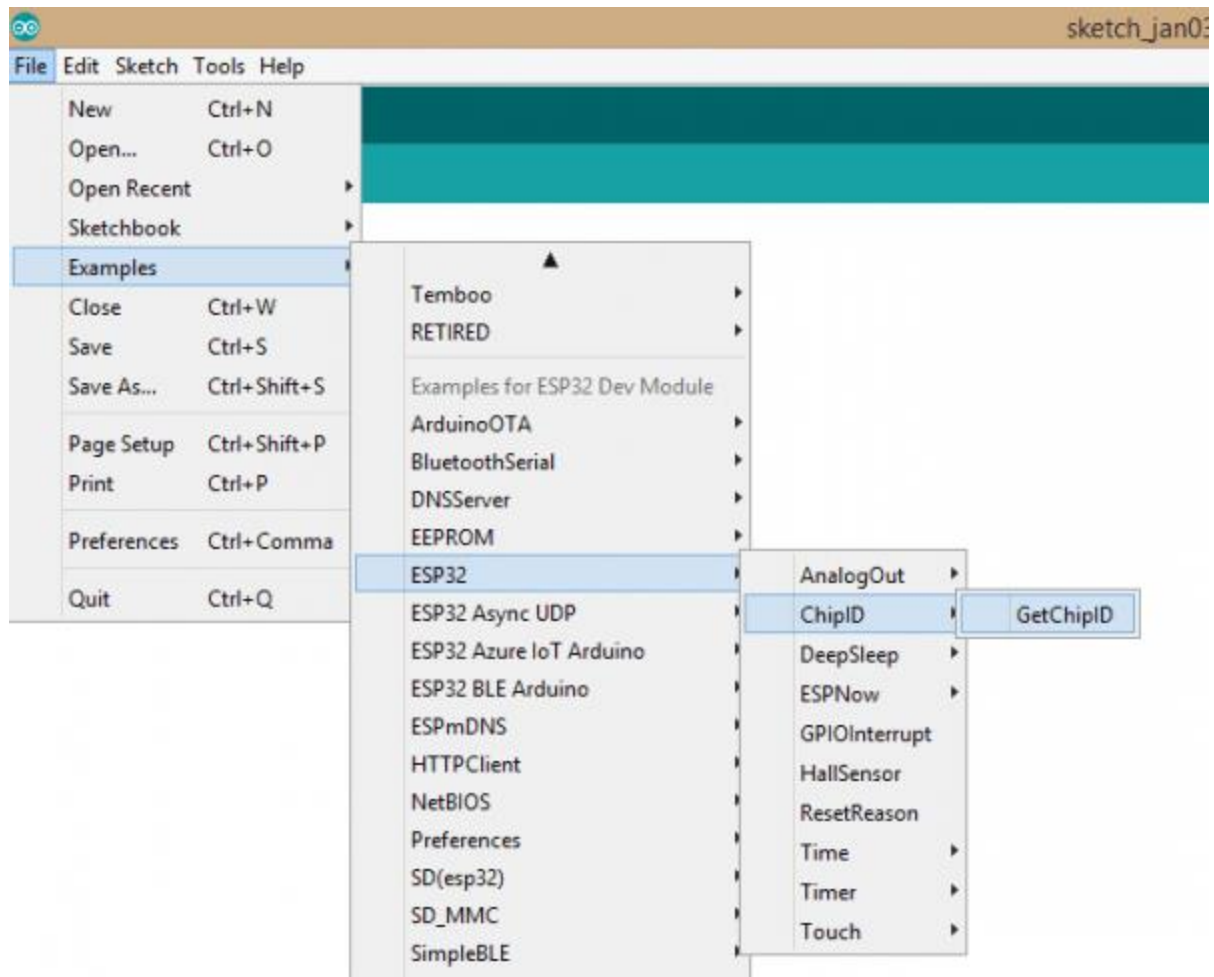 sketch_jan03
File Edit Sketch Tools Help
New Ctrl+N
Open... Ctrl+O
Open Recent
Sketchbook
Examples
Close Ctrl+W
Save Ctrl+S
Save As... Ctrl+Shift+S
Page Setup Ctrl+Shift+P
Print Ctrl+P
Preferences Ctrl+Comma
Quit Ctrl+Q
Temboo
RETIRED
Examples for ESP32 Dev Module
ArduinoOTA
BluetoothSerial
DNSServer
EEPROM
ESP32
ESP32 Async UDP
ESP32 Azure IoT Arduino
ESP32 BLE Arduino
ESPmDNS
HTTPClient
NetBIOS
Preferences
SD(esp32)
SD_MMC
SimpleBLE
AnalogOut
ChipID
DeepSleep
ESPNow
GPIOInterrupt
HallSensor
ResetReason
Time
Timer
Touch
GetChipID